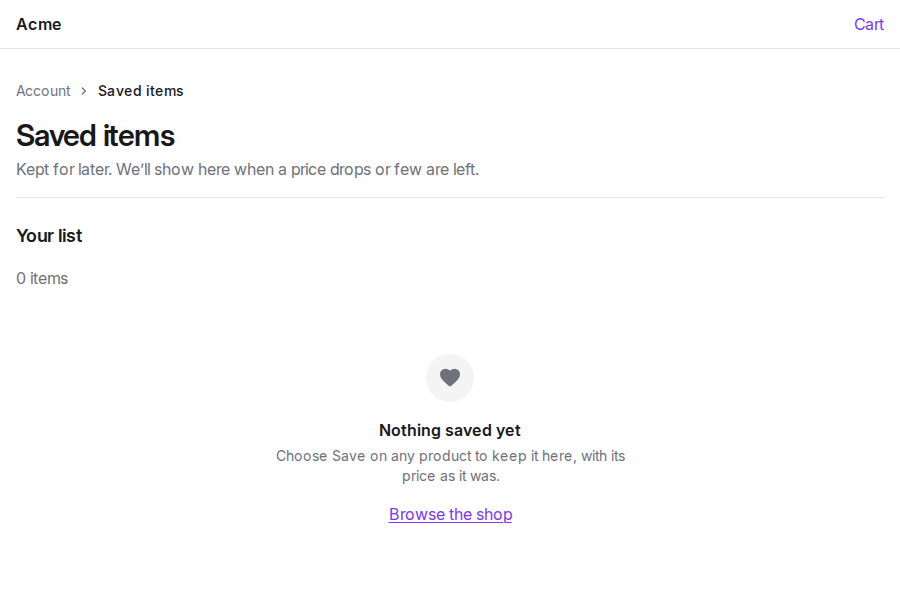 Acme
Cart
Account
Saved items
Saved items
Kept for later. We’ll show here when a price drops or few are left.
Your list
0 items
Nothing saved yet
Choose Save on any product to keep it here, with its
price as it was.
Browse the shop